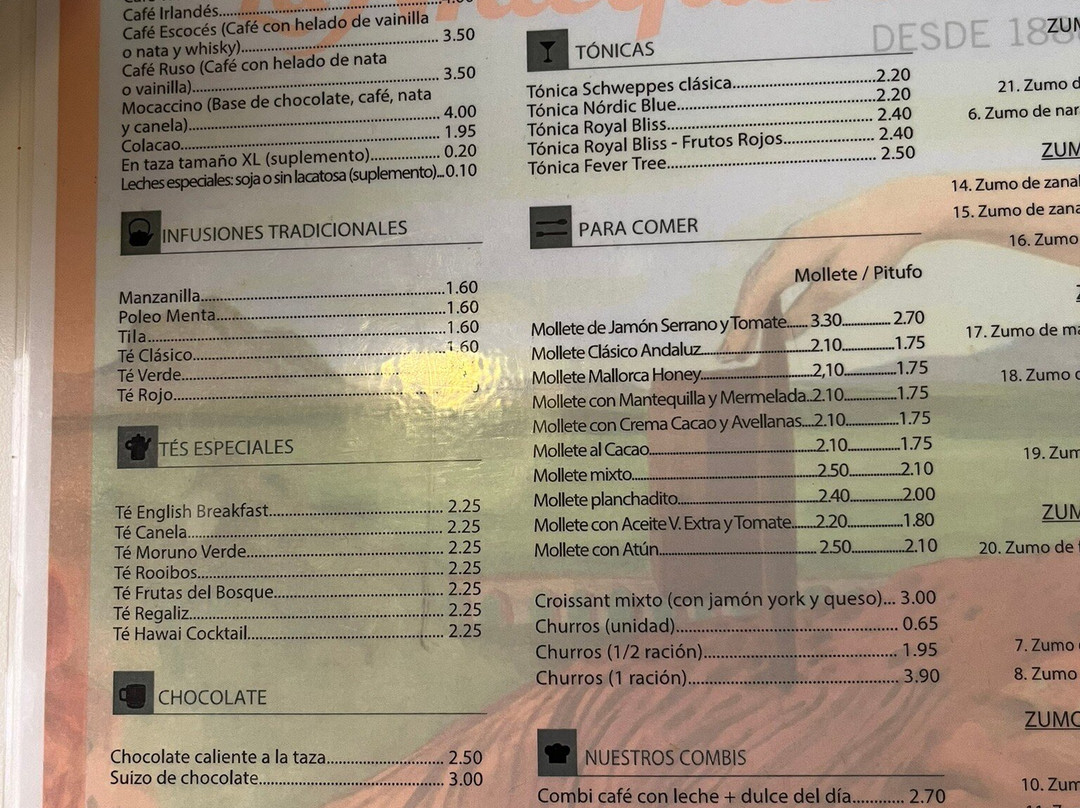 Café Irlandés
Café Escocés (Café con helado de vainilla
o nata y whisky) 3.50
Café Ruso (Café con helado de nata
o vainilla) 3.50
Mocaccino (Base de chocolate, café, nata
y canela) 4.00
Colacao 1.95
En taza tamaño XL (suplemento) 0.20
Leches especiales: soja o sin lacatosa (suplemento) 0.10
INFUSIONES TRADICIONALES
Manzanilla 1.60
Poleo Menta 1.60
Tila 1.60
Té Clásico 1.60
Té Verde
Té Rojo
TÉS ESPECIALES
Té English Breakfast 2.25
Té Canela 2.25
Té Moruno Verde 2.25
Té Rooibos 2.25
Té Frutas del Bosque 2.25
Té Regaliz 2.25
Té Hawai Cocktail 2.25
CHOCOLATE
Chocolate caliente a la taza 2.50
Suizo de chocolate 3.00
DESDE
TÓNICAS
Tónica Schweppes clásica 2.20
Tónica Nórdic Blue 2.20
Tónica Royal Bliss 2.40
Tónica Royal Bliss - Frutos Rojos 2.40
Tónica Fever Tree 2.50
PARA COMER
Mollete / Pitufo
Mollete de Jamón Serrano y Tomate 3.30 2.70
Mollete Clásico Andaluz 2.10 1.75
Mollete Mallorca Honey 2,10 1.75
Mollete con Mantequilla y Mermelada 2.10 1.75
Mollete con Crema Cacao y Avellanas 2.10 1.75
Mollete al Cacao 2.10 1.75
Mollete mixto 2.50 2.10
Mollete planchadito 2.40 2.00
Mollete con Aceite V. Extra y Tomate 2.20 1.80
Mollete con Atún 2.50 2.10
Croissant mixto (con jamón york y queso) 3.00
Churros (unidad) 0.65
Churros (1/2 ración) 1.95
Churros (1 ración) 3.90
NUESTROS COMBIS
Combi café con leche + dulce del día 2.70
ZUM
21. Zumo d
6. Zumo de nar
ZUM
14. Zumo de zanal
15. Zumo de zana
16. Zumo
17. Zumo de ma
18. Zumo
19. Zum
ZUM
20. Zumo de
7. Zumo
8. Zumo
ZUMO
10. Zum